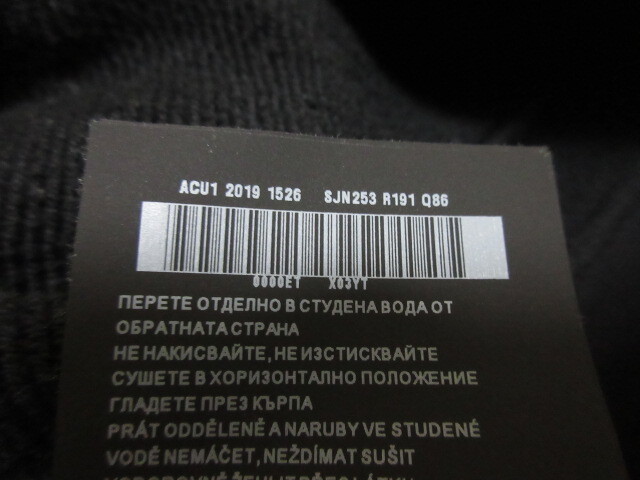 ACU1 2019 1526 SJN253 R191 Q86
0000ET X03YT
ПЕРЕТЕ ОТДЕЛНО В СТУДЕНА ВОДА ОТ
ОБРАТНАТА СТРАНА
НЕ НАКИСВАЙТЕ, НЕ ИЗСТИСКВАЙТЕ
СУШЕТЕ В ХОРИЗОНТАЛНО ПОЛОЖЕНИЕ
ГЛАДЕТЕ ПРЕЗ КЪРПА
PRÁT ODDĚLENĚ A NARUBY VE STUDENÉ
VODĚ NEMÁČET, NEŽDÍMAT SUŠIT